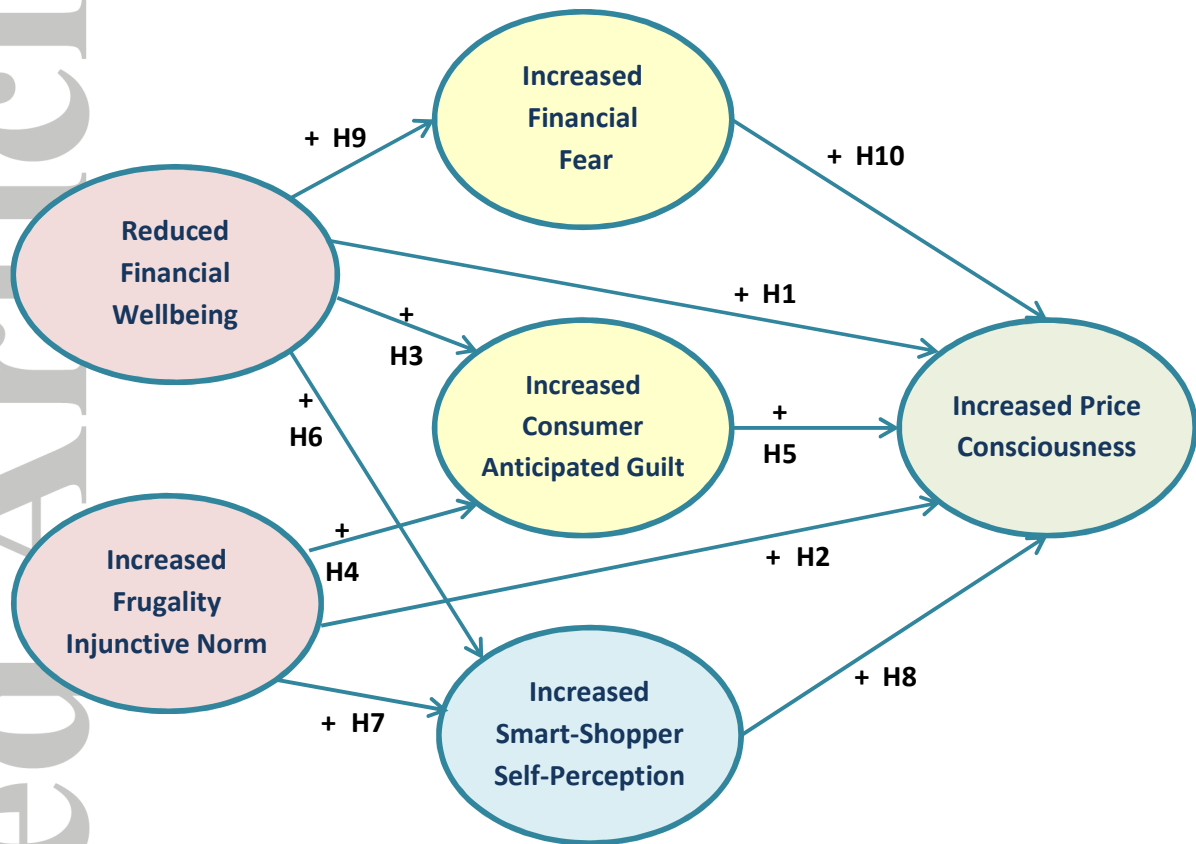 Increased
Financial
Fear
+ H9
+ H10
Reduced
Financial
Wellbeing
+ H1
+
H3
+
H6
Increased
Consumer
Anticipated Guilt
+
H5
Increased Price
Consciousness
+
H4
+ H2
Increased
Frugality
Injunctive Norm
+ H7
Increased
Smart-Shopper
Self-Perception
+ H8